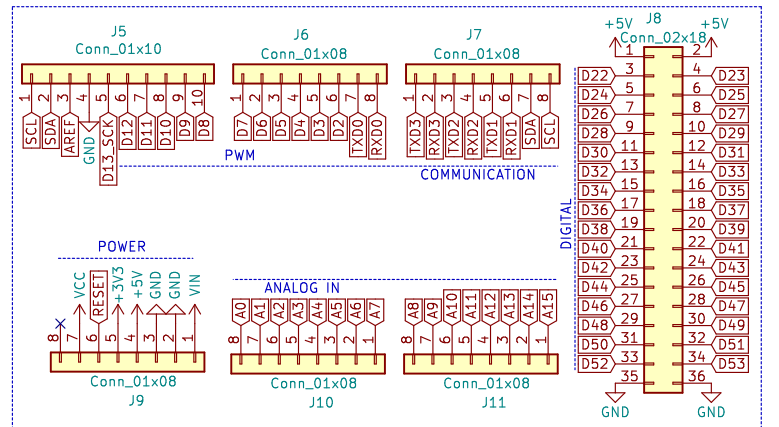 J5
Conn_01x10
1 2 3 4 5 6 7 8 9 10
SCL SDA AREF GND D13_SCK D12 D11 D10 D9 D8
J6
Conn_01x08
1 2 3 4 5 6 7 8
D7 D6 D5 D4 D3 D2 TXD0 RXD0
J7
Conn_01x08
1 2 3 4 5 6 7 8
TXD3 RXD3 TXD2 RXD2 TXD1 RXD1 SDA SCL
PWM
COMMUNICATION
J8
+5V +5V
Conn_02x18
1 2
D22 3 4 D23
D24 5 6 D25
D26 7 8 D27
D28 9 10 D29
D30 11 12 D31
D32 13 14 D33
D34 15 16 D35
D36 17 18 D37
D38 19 20 D39
D40 21 22 D41
D42 23 24 D43
D44 25 26 D45
D46 27 28 D47
D48 29 30 D49
D50 31 32 D51
D52 33 34 D53
35 36
GND GND
DIGITAL
POWER
VCC RESET +3V3 +5V GND GND VIN
8 7 6 5 4 3 2 1
Conn_01x08
J9
ANALOG IN
A0 A1 A2 A3 A4 A5 A6 A7
8 7 6 5 4 3 2 1
Conn_01x08
J10
A8 A9 A10 A11 A12 A13 A14 A15
8 7 6 5 4 3 2 1
Conn_01x08
J11